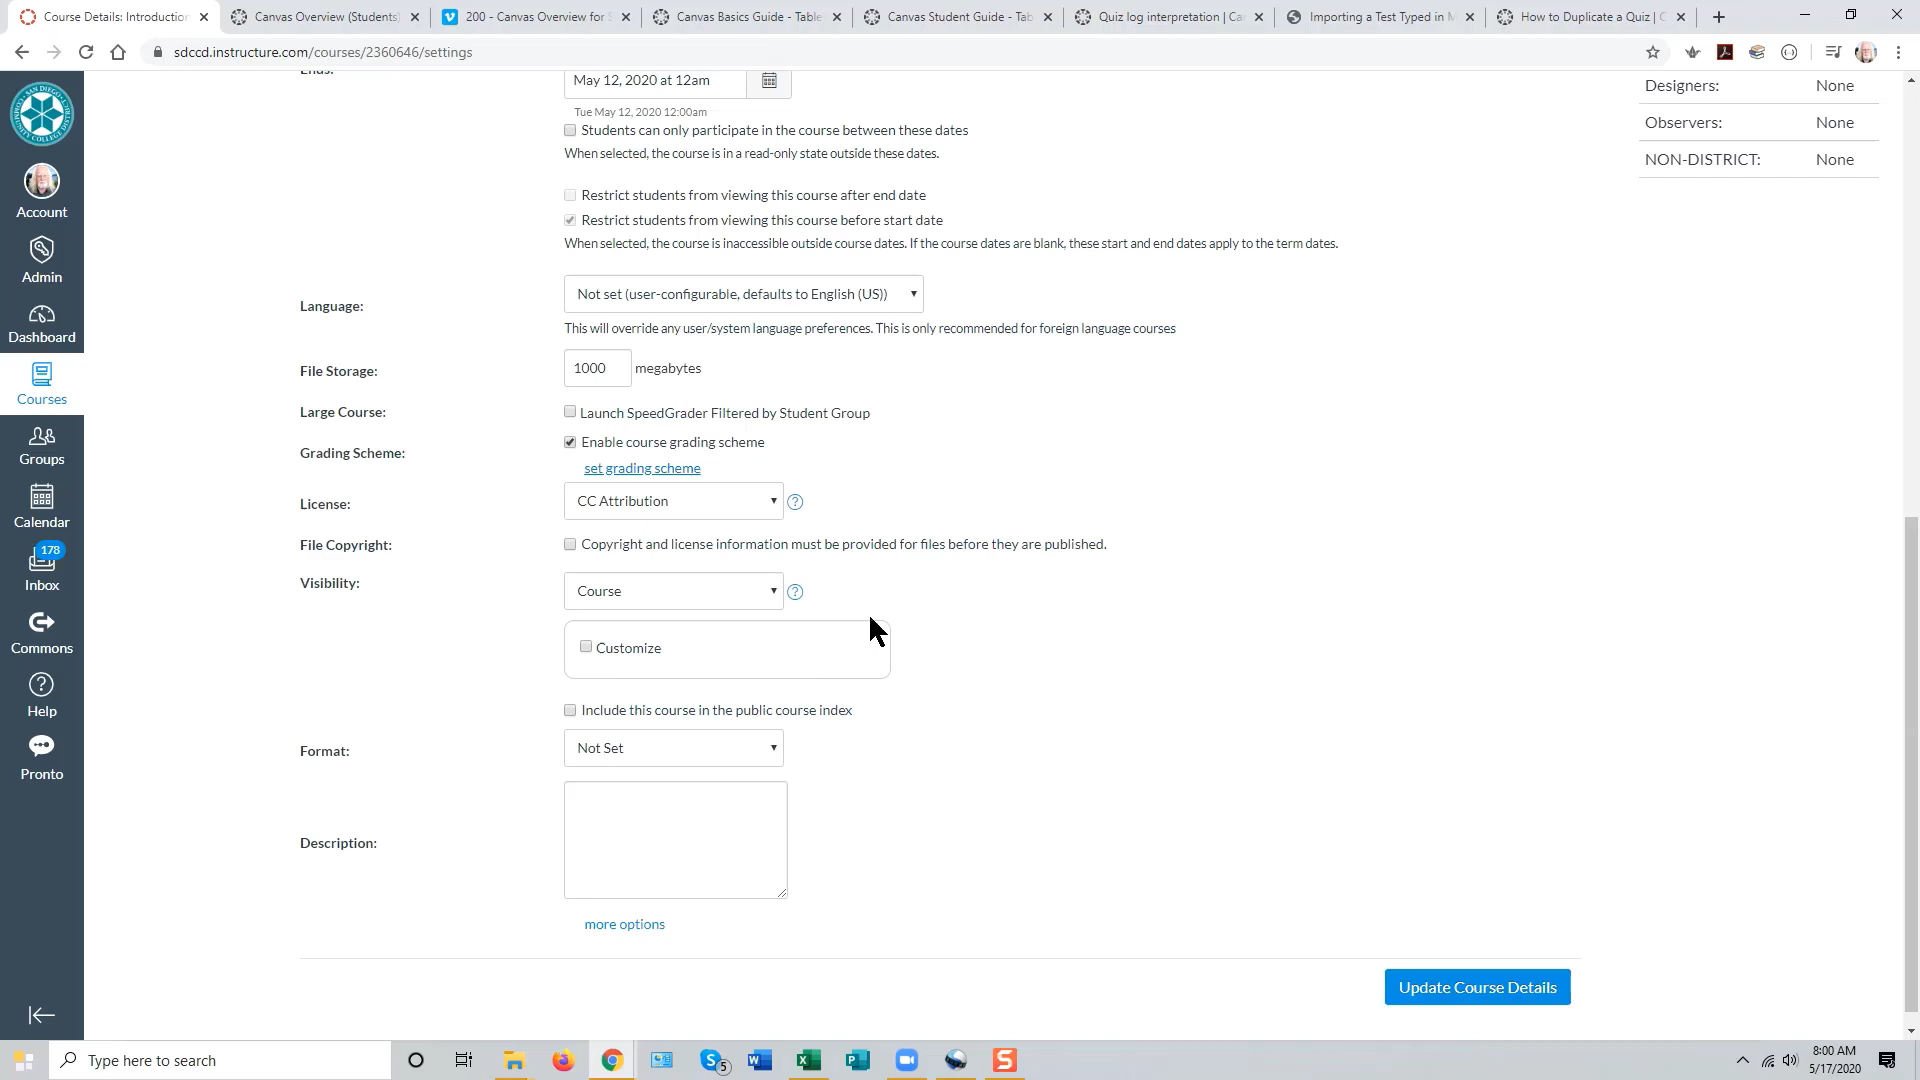 Course Details: Introduction
Canvas Overview (Students)
200 - Canvas Overview for S
Canvas Basics Guide - Table
Canvas Student Guide - Tab
Quiz log interpretation | Ca
Importing a Test Typed in M
How to Duplicate a Quiz | C
sdccd.instructure.com/courses/2360646/settings
SAN DIEGO COMMUNITY COLLEGE DISTRICT
Account
Admin
Dashboard
Courses
Groups
Calendar
178
Inbox
Commons
Help
Pronto
Ends:
May 12, 2020 at 12am
Tue May 12, 2020 12:00am
Students can only participate in the course between these dates
When selected, the course is in a read-only state outside these dates.
Restrict students from viewing this course after end date
Restrict students from viewing this course before start date
When selected, the course is inaccessible outside course dates. If the course dates are blank, these start and end dates apply to the term dates.
Language:
Not set (user-configurable, defaults to English (US))
This will override any user/system language preferences. This is only recommended for foreign language courses
File Storage:
1000 megabytes
Large Course:
Launch SpeedGrader Filtered by Student Group
Grading Scheme:
Enable course grading scheme
set grading scheme
License:
CC Attribution
File Copyright:
Copyright and license information must be provided for files before they are published.
Visibility:
Course
Customize
Include this course in the public course index
Format:
Not Set
Description:
more options
Update Course Details
Designers: None
Observers: None
NON-DISTRICT: None
Type here to search
5
8:00 AM
5/17/2020